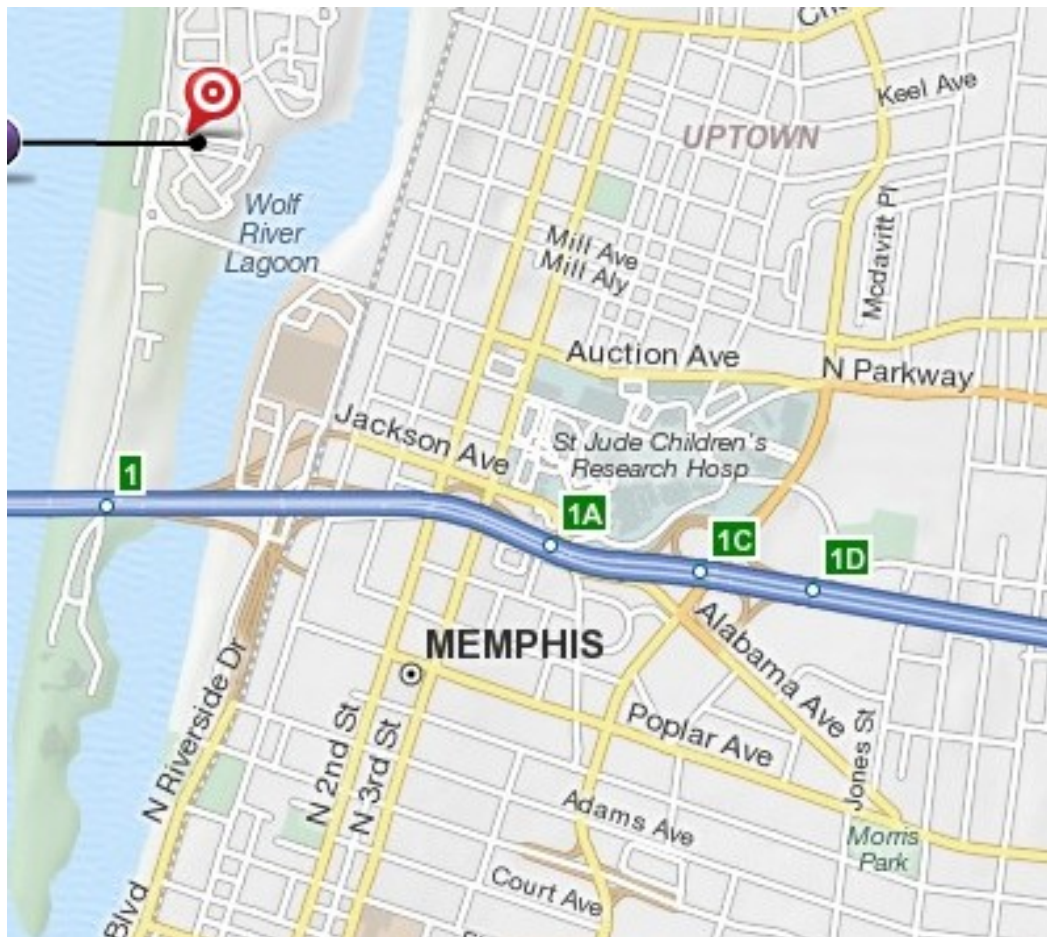 Keel Ave
UPTOWN
Wolf
River
Lagoon
Mcdavitt Pl
Mill Ave
Mill Aly
Auction Ave
N Parkway
Jackson Ave
St Jude Children's
Research Hosp
1
1A
1C
1D
MEMPHIS
Alabama Ave
N Riverside Dr
N 2nd St
N 3rd St
Poplar Ave
Jones St
Adams Ave
Morris
Park
Court Ave
Blvd